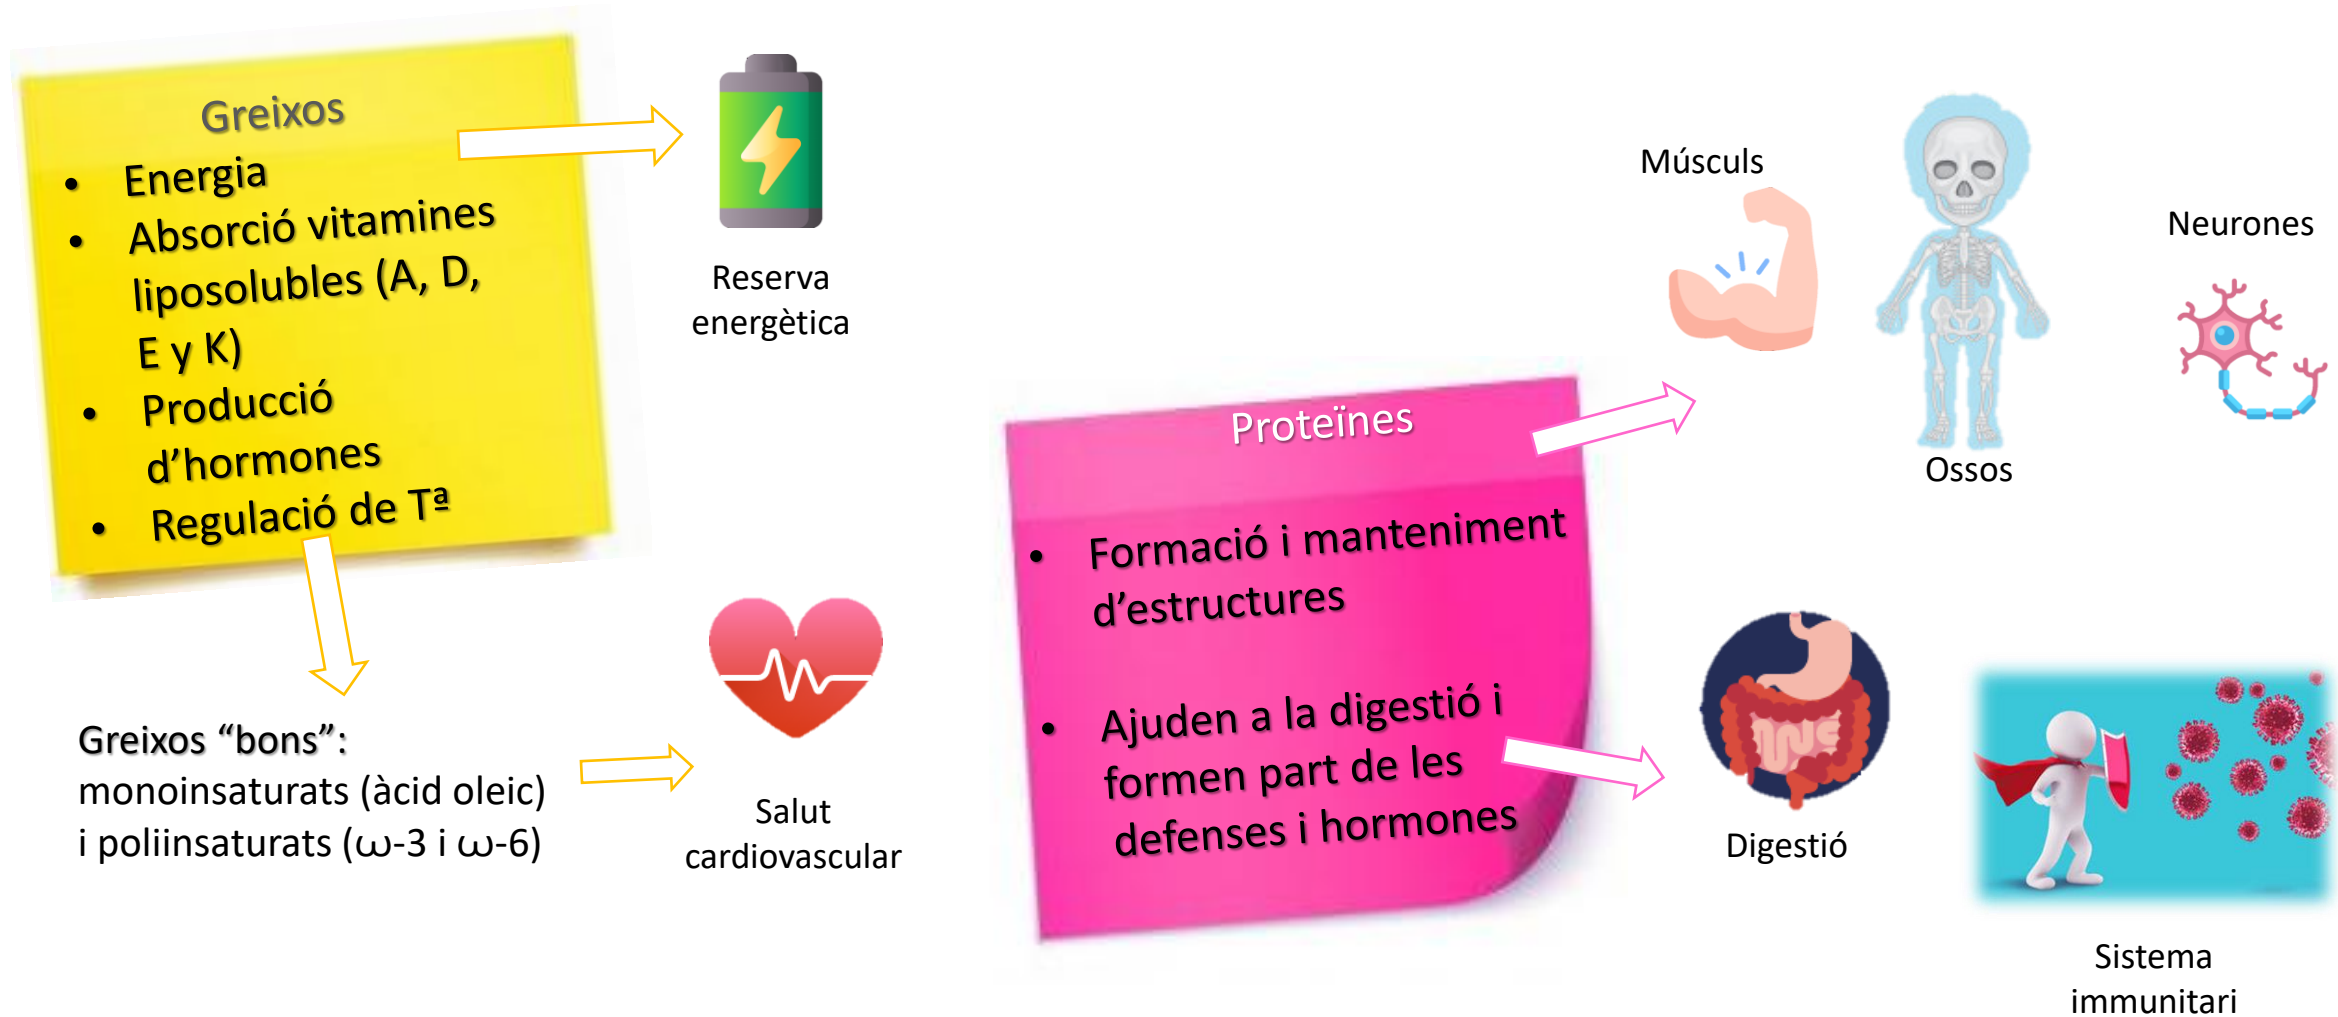 Greixos
• Energia
• Absorció vitamines
liposolubles (A, D,
E y K)
• Producció
d’hormones
• Regulació de Tª
Reserva
energètica
Greixos “bons”:
monoinsaturats (àcid oleic)
i poliinsaturats (ω-3 i ω-6)
Salut
cardiovascular
Proteïnes
• Formació i manteniment
d’estructures
• Ajuden a la digestió i
formen part de les
defenses i hormones
Músculs
Ossos
Neurones
Digestió
Sistema
immunitari